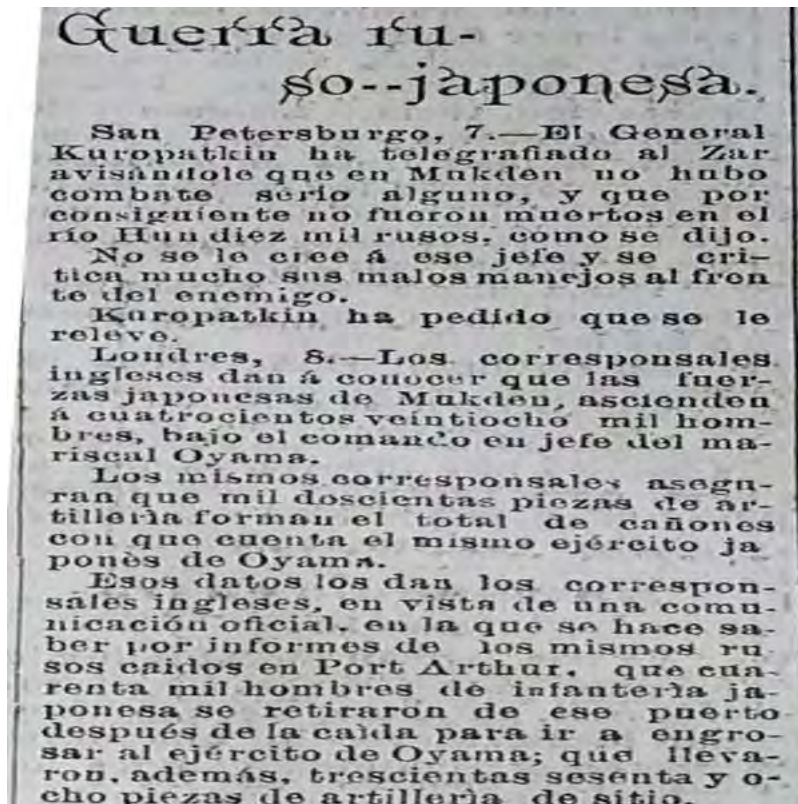 Guerra ru-
so--japonesa.
San Petersburgo, 7.—El General
Kuropatkin ha telegrafiado al Zar
avisándole que en Mukden no hubo
combate serio alguno, y que por
consiguiente no fueron muertos en el
río Hun diez mil rusos, como se dijo.
No se le cree á ese jefe y se cri-
tica mucho sus malos manejos al fren
te del enemigo.
Kuropatkin ha pedido que se le
releve.
Londres, 8.—Los corresponsales
ingleses dan á conocer que las fuer-
zas japonesas de Mukden, ascienden
á cuatrocientos veintiocho mil hom-
bres, bajo el comando en jefe del ma-
riscal Oyama.
Los mismos corresponsales asegu-
ran que mil doscientas piezas de ar-
tillerìa forman el total de cañones
con que cuenta el mismo ejército ja
ponès de Oyama.
Esos datos los dan los correspon-
sales ingleses, en vista de una comu-
nicación oficial, en la que se hace sa-
ber por informes de los mismos ru
sos caidos en Port Arthur, que cua-
renta mil hombres de infanterìa ja-
ponesa se retiraron de ese puerto
después de la caìda para ir a engro-
sar al ejército de Oyama; que lleva-
ron, además, trescientas sesenta y o-
cho piezas de artillerìa de sitio.